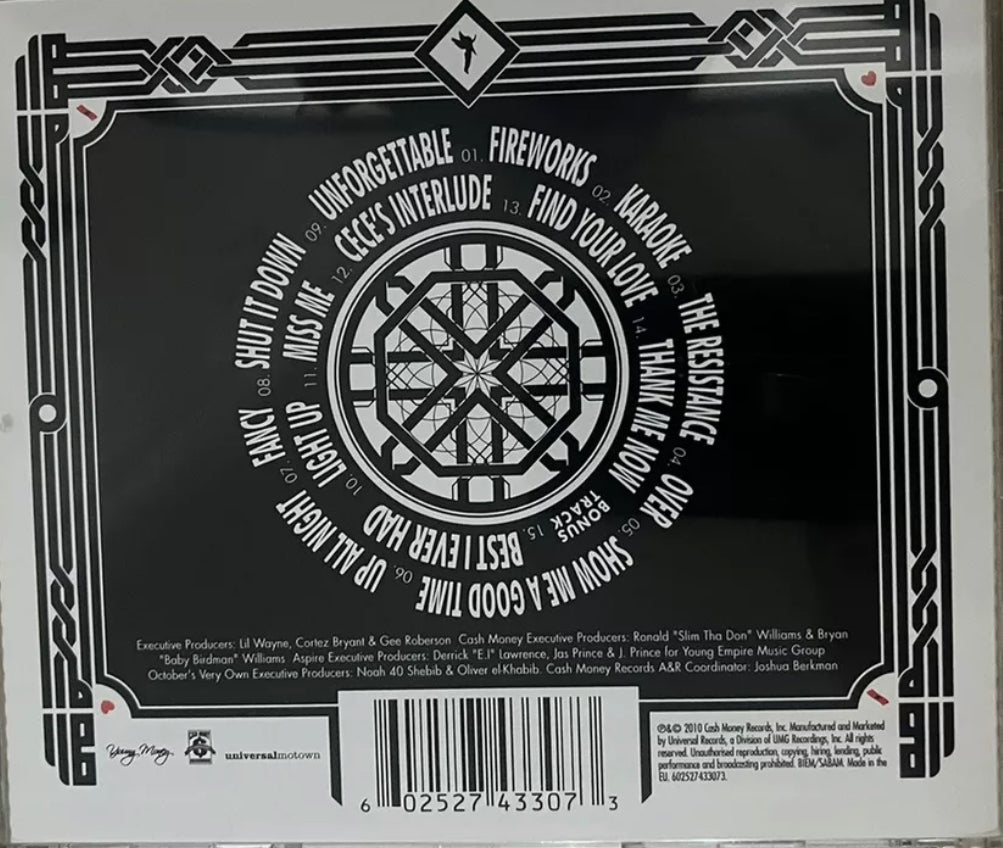 01. FIREWORKS
02. KARAOKE
03. THE RESISTANCE
04. OVER
05. SHOW ME A GOOD TIME
06. UP ALL NIGHT
07. FANCY
08. SHUT IT DOWN
09. UNFORGETTABLE
10. LIGHT UP
11. MISS ME
12. CECE'S INTERLUDE
13. FIND YOUR LOVE
14. THANK ME NOW
BONUS
TRACK
15. BEST I EVER HAD
Executive Producers: Lil Wayne, Cortez Bryant & Gee Roberson Cash Money Executive Producers: Ronald "Slim Tha Don" Williams & Bryan
"Baby Birdman" Williams Aspire Executive Producers: Derrick "E.I" Lawrence, Jas Prince & J. Prince for Young Empire Music Group
October's Very Own Executive Producers: Noah 40 Shebib & Oliver el-Khabib. Cash Money Records A&R Coordinator: Joshua Berkman
Young Money
universalmotown
6 02527 43307 3
℗&© 2010 Cash Money Records, Inc. Manufactured and Marketed
by Universal Records, a Division of UMG Recordings, Inc. All rights
reserved. Unauthorised reproduction, copying, hiring, lending, public
performance and broadcasting prohibited. BIEM/SABAM. Made in the
EU. 602527433073.